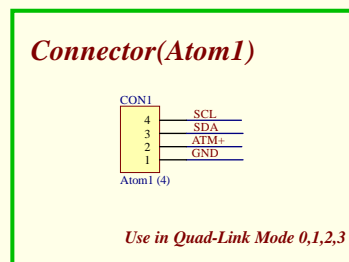 Connector(Atom1)
CON1
4 SCL
3 SDA
2 ATM+
1 GND
Atom1 (4)
Use in Quad-Link Mode 0,1,2,3